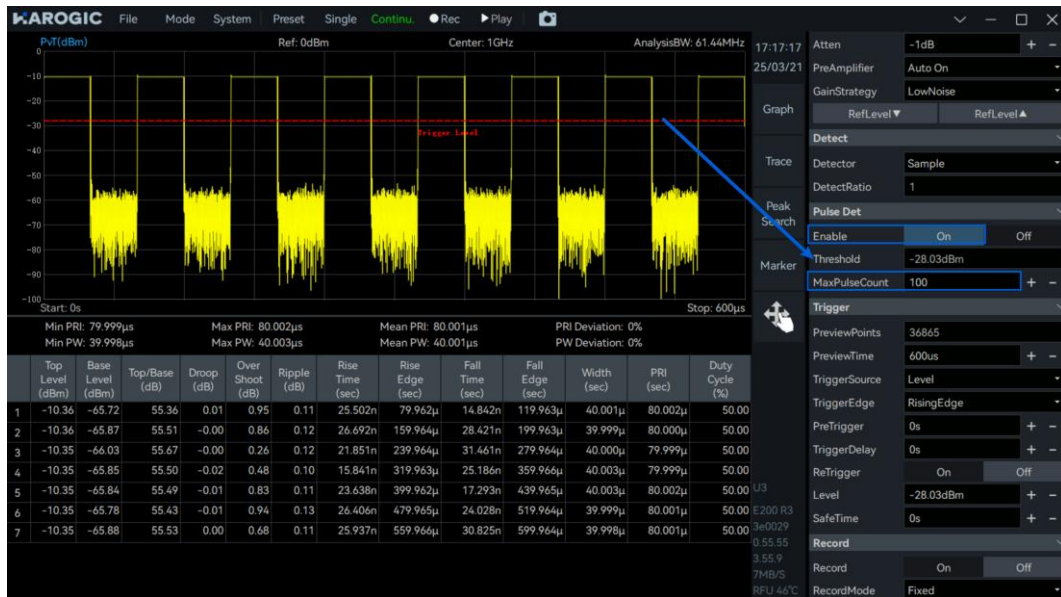 HAROGIC File Mode System Preset Single Continu. Rec Play
PvT(dBm) Ref: 0dBm Center: 1GHz AnalysisBW: 61.44MHz
0
-10
-20
-30
-40
-50
-60
-70
-80
-90
-100
Trigger Level
Start: 0s Stop: 600μs
Min PRI: 79.999μs Max PRI: 80.002μs Mean PRI: 80.001μs PRI Deviation: 0%
Min PW: 39.998μs Max PW: 40.003μs Mean PW: 40.001μs PW Deviation: 0%
Top Level (dBm) Base Level (dBm) Top/Base (dB) Droop (dB) Over Shoot (dB) Ripple (dB) Rise Time (sec) Rise Edge (sec) Fall Time (sec) Fall Edge (sec) Width (sec) PRI (sec) Duty Cycle (%)
1 -10.36 -65.72 55.36 0.01 0.95 0.11 25.502n 79.962μ 14.842n 119.963μ 40.001μ 80.002μ 50.00
2 -10.36 -65.87 55.51 -0.00 0.86 0.12 26.692n 159.964μ 28.421n 199.963μ 39.999μ 80.000μ 50.00
3 -10.35 -66.03 55.67 -0.00 0.26 0.12 21.851n 239.964μ 31.461n 279.964μ 40.000μ 79.999μ 50.00
4 -10.35 -65.85 55.50 -0.02 0.48 0.10 15.841n 319.963μ 25.186n 359.966μ 40.003μ 79.999μ 50.00
5 -10.35 -65.84 55.49 -0.01 0.83 0.11 23.638n 399.962μ 17.293n 439.965μ 40.003μ 80.002μ 50.00
6 -10.35 -65.78 55.43 -0.01 0.94 0.13 26.406n 479.965μ 24.028n 519.964μ 39.999μ 80.001μ 50.00
7 -10.35 -65.88 55.53 0.00 0.68 0.11 25.937n 559.966μ 30.825n 599.964μ 39.998μ 80.001μ 50.00
17:17:17
25/03/21
Graph
Trace
Peak Search
Marker
U3
E200 R3
3e0029
0.55.55
3.55.9
7MB/S
RFU 46°C
Atten -1dB + -
PreAmplifier Auto On
GainStrategy LowNoise
RefLevel▼ RefLevel▲
Detect
Detector Sample
DetectRatio 1
Pulse Det
Enable On Off
Threshold -28.03dBm
MaxPulseCount 100 + -
Trigger
PreviewPoints 36865
PreviewTime 600us + -
TriggerSource Level
TriggerEdge RisingEdge
PreTrigger 0s + -
TriggerDelay 0s + -
ReTrigger On Off
Level -28.03dBm + -
SafeTime 0s + -
Record
Record On Off
RecordMode Fixed